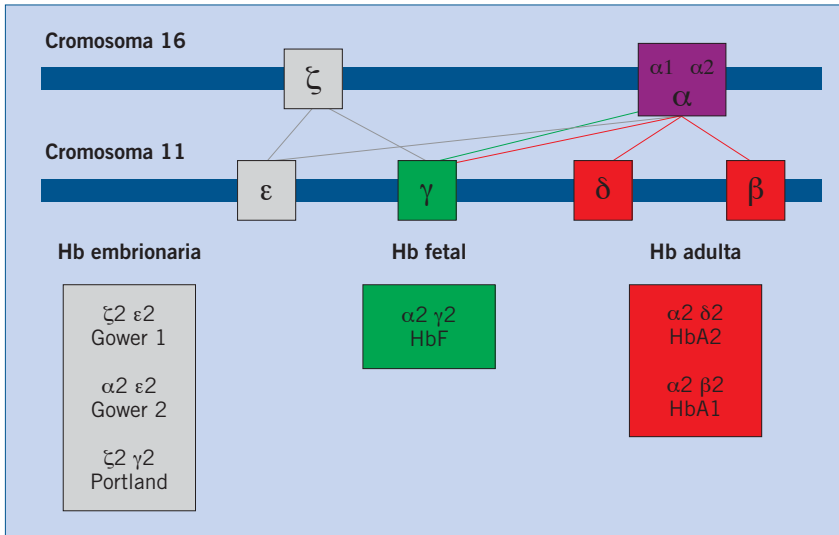 Cromosoma 16
ζ
α1 α2
α
Cromosoma 11
ε
γ
δ
β
Hb embrionaria
ζ2 ε2
Gower 1
α2 ε2
Gower 2
ζ2 γ2
Portland
Hb fetal
α2 γ2
HbF
Hb adulta
α2 δ2
HbA2
α2 β2
HbA1